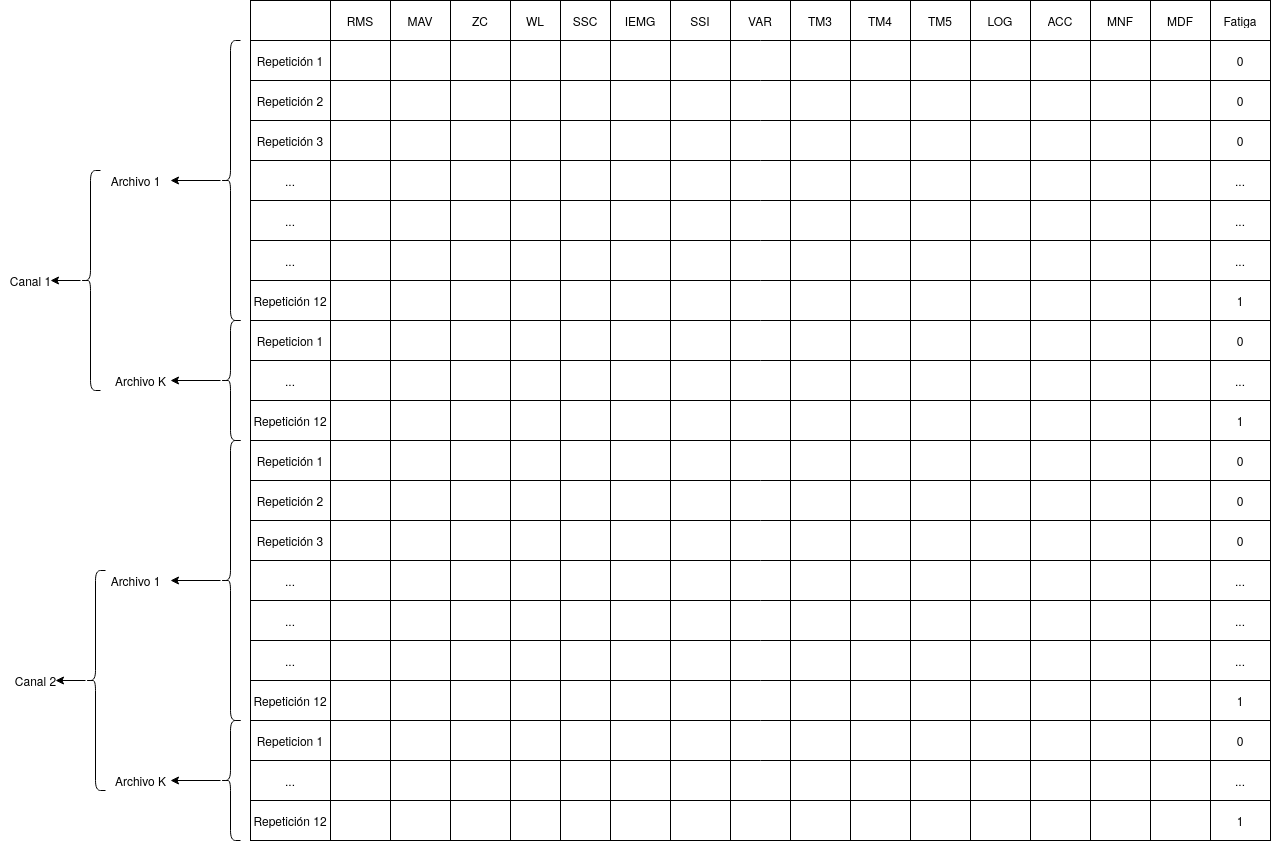 RMS MAV ZC WL SSC IEMG SSI VAR TM3 TM4 TM5 LOG ACC MNF MDF Fatiga
Repetición 1 0
Repetición 2 0
Repetición 3 0
Archivo 1 ... ...
... ...
... ...
Canal 1
Repetición 12 1
Repeticion 1 0
Archivo K ... ...
Repetición 12 1
Repetición 1 0
Repetición 2 0
Repetición 3 0
Archivo 1 ... ...
... ...
... ...
Canal 2
Repetición 12 1
Repeticion 1 0
Archivo K ... ...
Repetición 12 1